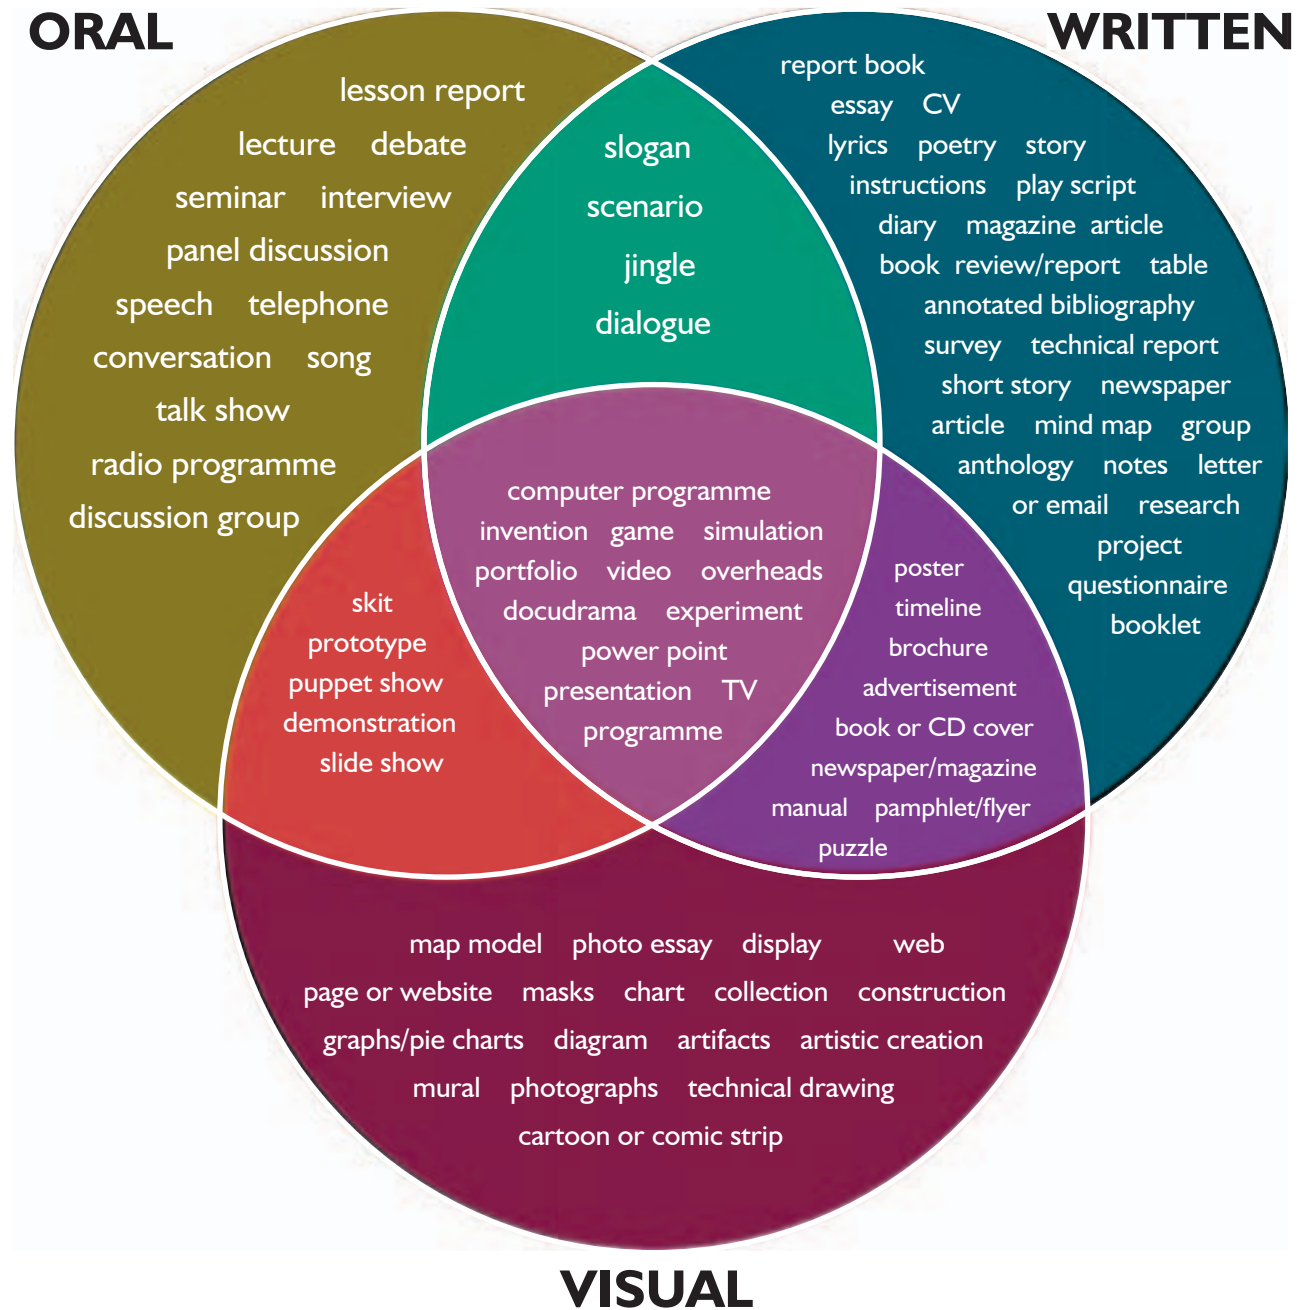 ORAL
WRITTEN
lesson report
lecture debate
seminar interview
panel discussion
speech telephone
conversation song
talk show
radio programme
discussion group
slogan
scenario
jingle
dialogue
report book
essay CV
lyrics poetry story
instructions play script
diary magazine article
book review/report table
annotated bibliography
survey technical report
short story newspaper
article mind map group
anthology notes letter
or email research
project
questionnaire
booklet
computer programme
invention game simulation
portfolio video overheads
docudrama experiment
power point
presentation TV
programme
skit
prototype
puppet show
demonstration
slide show
poster
timeline
brochure
advertisement
book or CD cover
newspaper/magazine
manual pamphlet/flyer
puzzle
map model photo essay display web
page or website masks chart collection construction
graphs/pie charts diagram artifacts artistic creation
mural photographs technical drawing
cartoon or comic strip
VISUAL